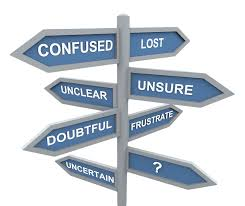 CONFUSED
LOST
UNCLEAR
UNSURE
DOUBTFUL
FRUSTRATE
UNCERTAIN
?